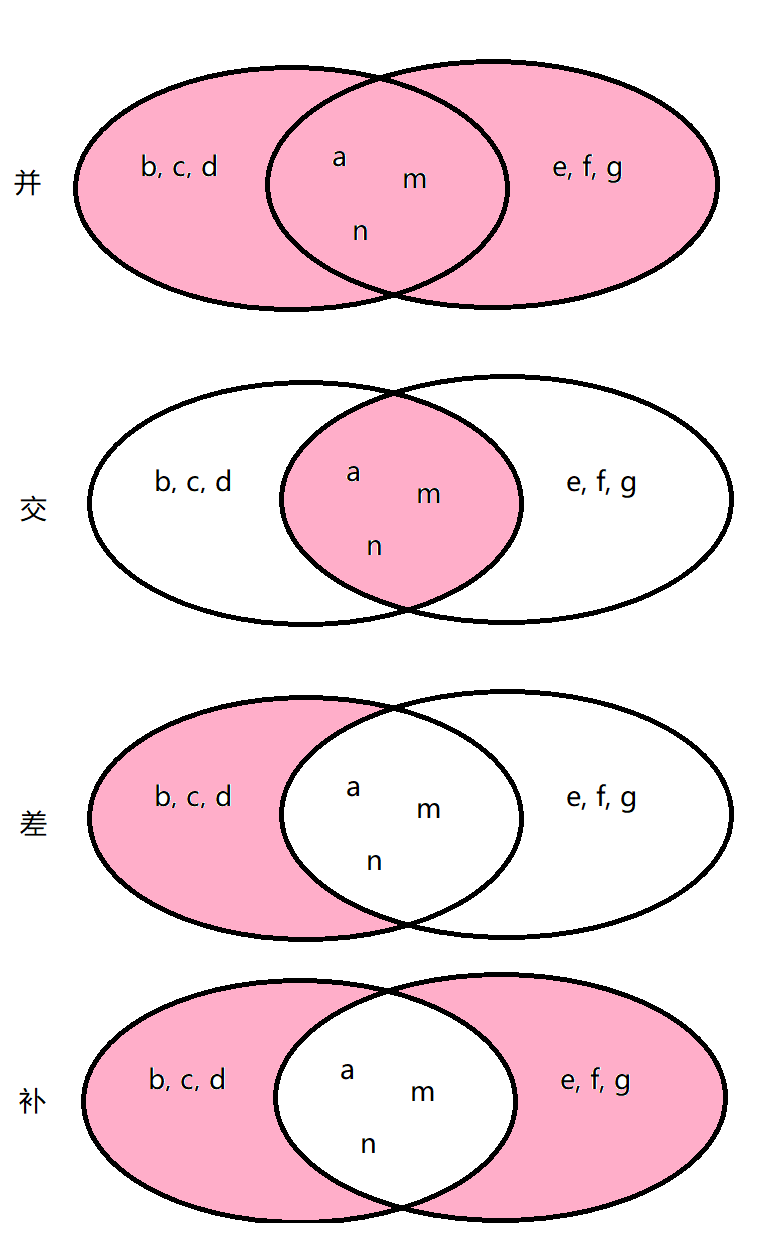 并
b, c, d
a
m
n
e, f, g
交
b, c, d
a
m
n
e, f, g
差
b, c, d
a
m
n
e, f, g
补
b, c, d
a
m
n
e, f, g